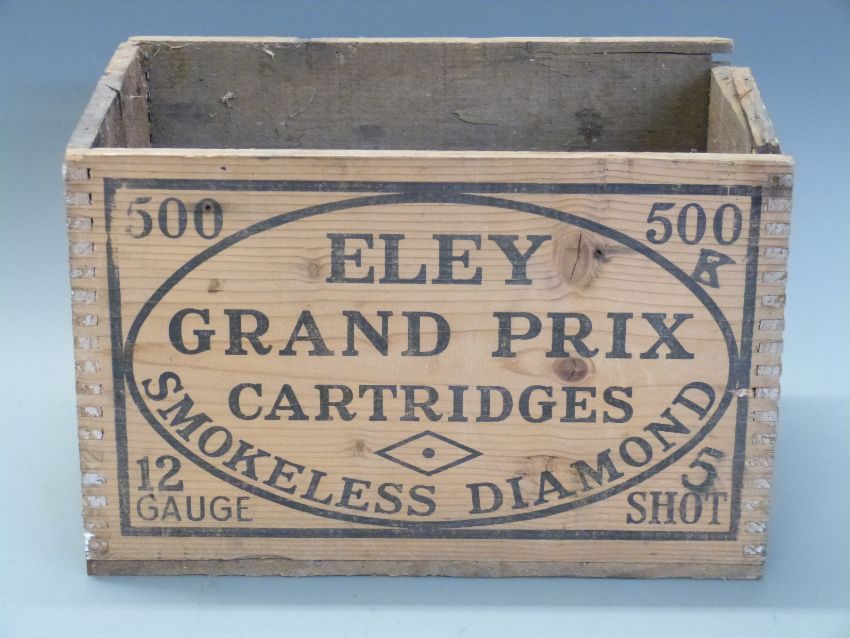 500 500
K
ELEY
GRAND PRIX
CARTRIDGES
SMOKELESS DIAMOND
12 5
GAUGE SHOT